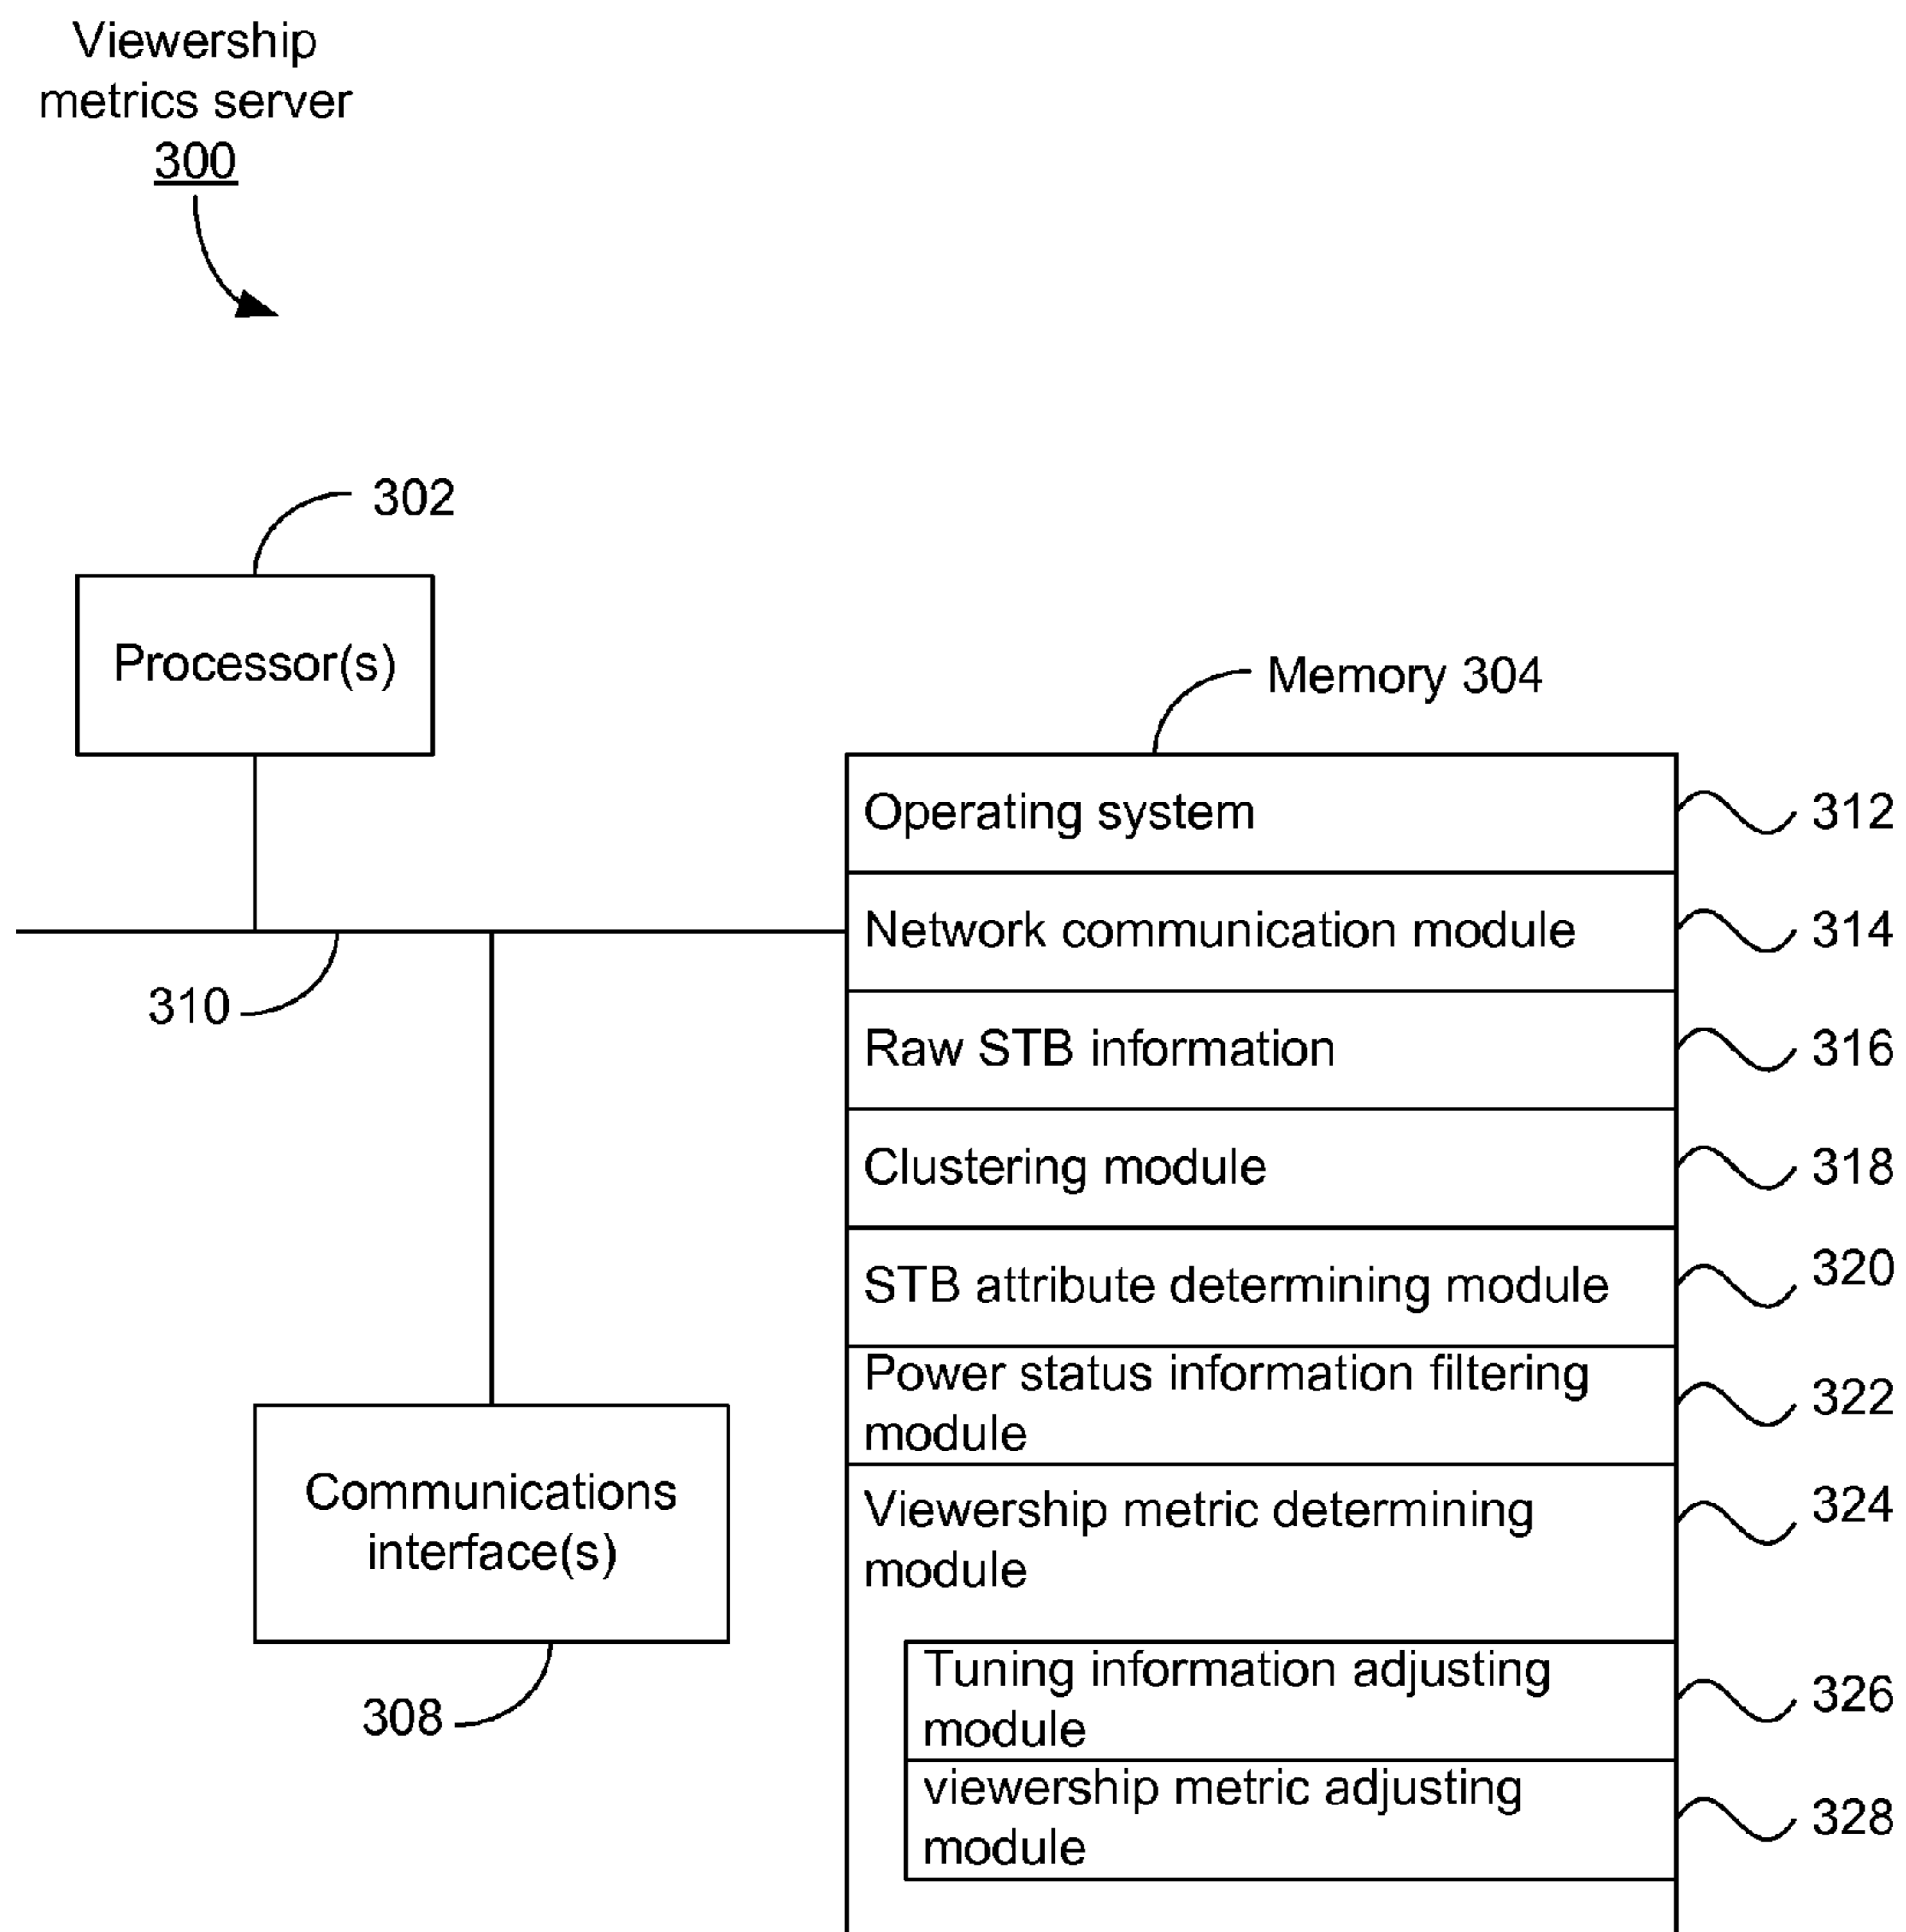 Viewership
metrics server
300
302
Processor(s)
Memory 304
Operating system
312
Network communication module
314
310
Raw STB information
316
Clustering module
318
STB attribute determining module
320
Power status information filtering
module
322
Communications
interface(s)
308
Viewership metric determining
module
324
Tuning information adjusting
module
326
viewership metric adjusting
module
328